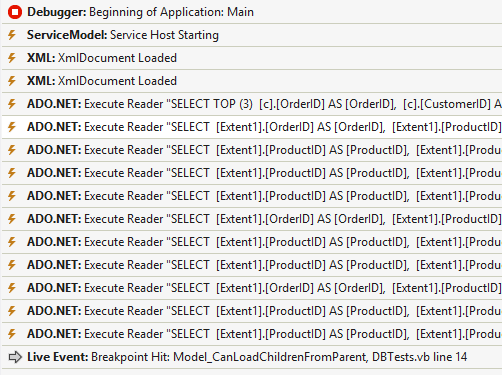 Debugger: Beginning of Application: Main
ServiceModel: Service Host Starting
XML: XmlDocument Loaded
XML: XmlDocument Loaded
ADO.NET: Execute Reader "SELECT TOP (3) [c].[OrderID] AS [OrderID], [c].[CustomerID] A
ADO.NET: Execute Reader "SELECT [Extent1].[OrderID] AS [OrderID], [Extent1].[ProductID
ADO.NET: Execute Reader "SELECT [Extent1].[ProductID] AS [ProductID], [Extent1].[Produc
ADO.NET: Execute Reader "SELECT [Extent1].[ProductID] AS [ProductID], [Extent1].[Produc
ADO.NET: Execute Reader "SELECT [Extent1].[ProductID] AS [ProductID], [Extent1].[Produc
ADO.NET: Execute Reader "SELECT [Extent1].[OrderID] AS [OrderID], [Extent1].[ProductID
ADO.NET: Execute Reader "SELECT [Extent1].[ProductID] AS [ProductID], [Extent1].[Produc
ADO.NET: Execute Reader "SELECT [Extent1].[ProductID] AS [ProductID], [Extent1].[Produc
ADO.NET: Execute Reader "SELECT [Extent1].[OrderID] AS [OrderID], [Extent1].[ProductID
ADO.NET: Execute Reader "SELECT [Extent1].[ProductID] AS [ProductID], [Extent1].[Produc
ADO.NET: Execute Reader "SELECT [Extent1].[ProductID] AS [ProductID], [Extent1].[Produc
Live Event: Breakpoint Hit: Model_CanLoadChildrenFromParent, DBTests.vb line 14